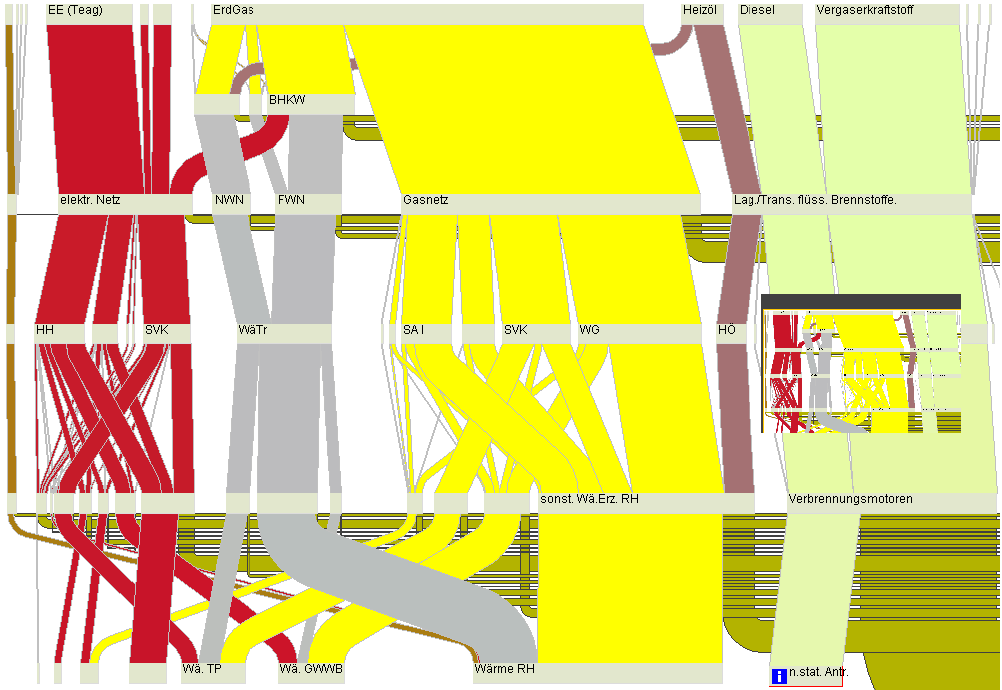 EE (Teag)
ErdGas
Heizöl
Diesel
Vergaserkraftstoff
BHKW
elektr. Netz
NWN
FWN
Gasnetz
Lag./Trans. flüss. Brennstoffe.
HH
SVK
WäTr
SA I
SVK
WG
HÖ
sonst. Wä.Erz. RH
Verbrennungsmotoren
Wä. TP
Wä. GWWB
Wärme RH
i n.stat. Antr.